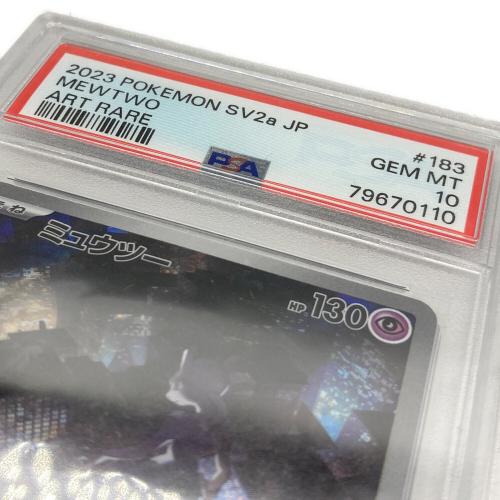 2023 POKEMON SV2a JP
MEWTWO
ART RARE
#183
GEM MT
10
79670110
PSA
ミュウツー
HP 130